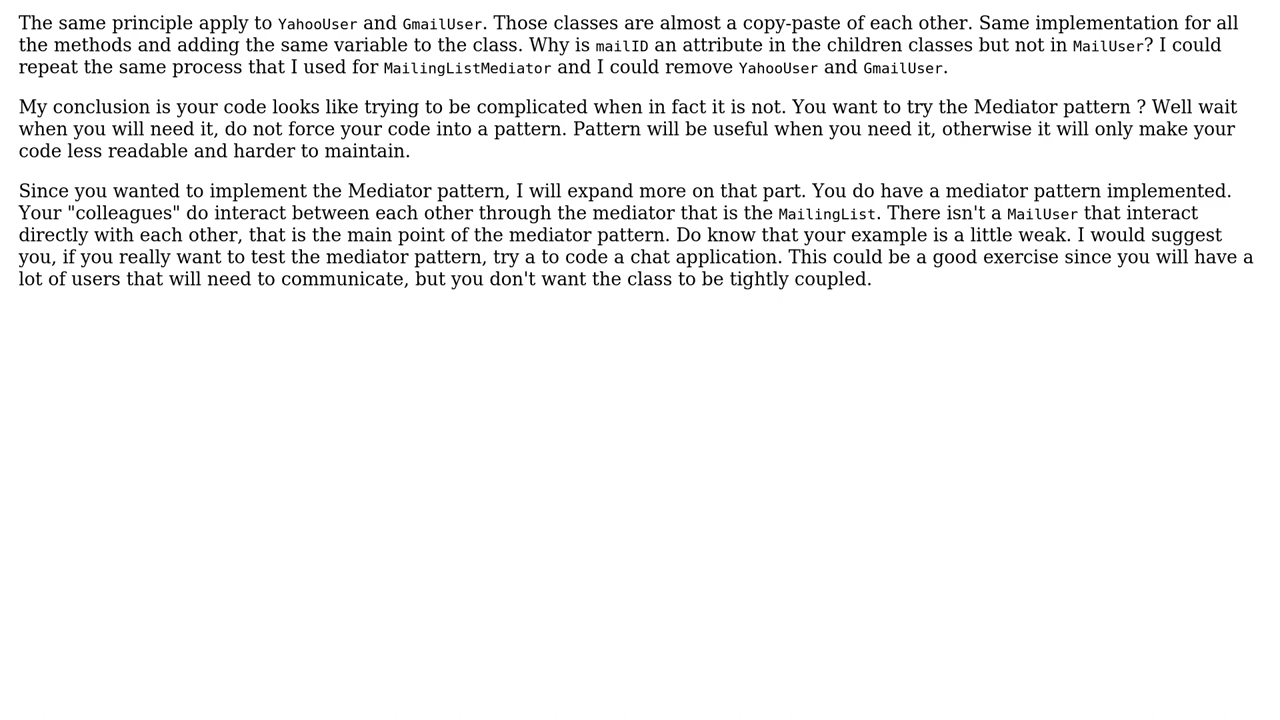 The same principle apply to YahooUser and GmailUser. Those classes are almost a copy-paste of each other. Same implementation for all
the methods and adding the same variable to the class. Why is mailID an attribute in the children classes but not in MailUser? I could
repeat the same process that I used for MailingListMediator and I could remove YahooUser and GmailUser.
My conclusion is your code looks like trying to be complicated when in fact it is not. You want to try the Mediator pattern ? Well wait
when you will need it, do not force your code into a pattern. Pattern will be useful when you need it, otherwise it will only make your
code less readable and harder to maintain.
Since you wanted to implement the Mediator pattern, I will expand more on that part. You do have a mediator pattern implemented.
Your "colleagues" do interact between each other through the mediator that is the MailingList. There isn't a MailUser that interact
directly with each other, that is the main point of the mediator pattern. Do know that your example is a little weak. I would suggest
you, if you really want to test the mediator pattern, try a to code a chat application. This could be a good exercise since you will have a
lot of users that will need to communicate, but you don't want the class to be tightly coupled.